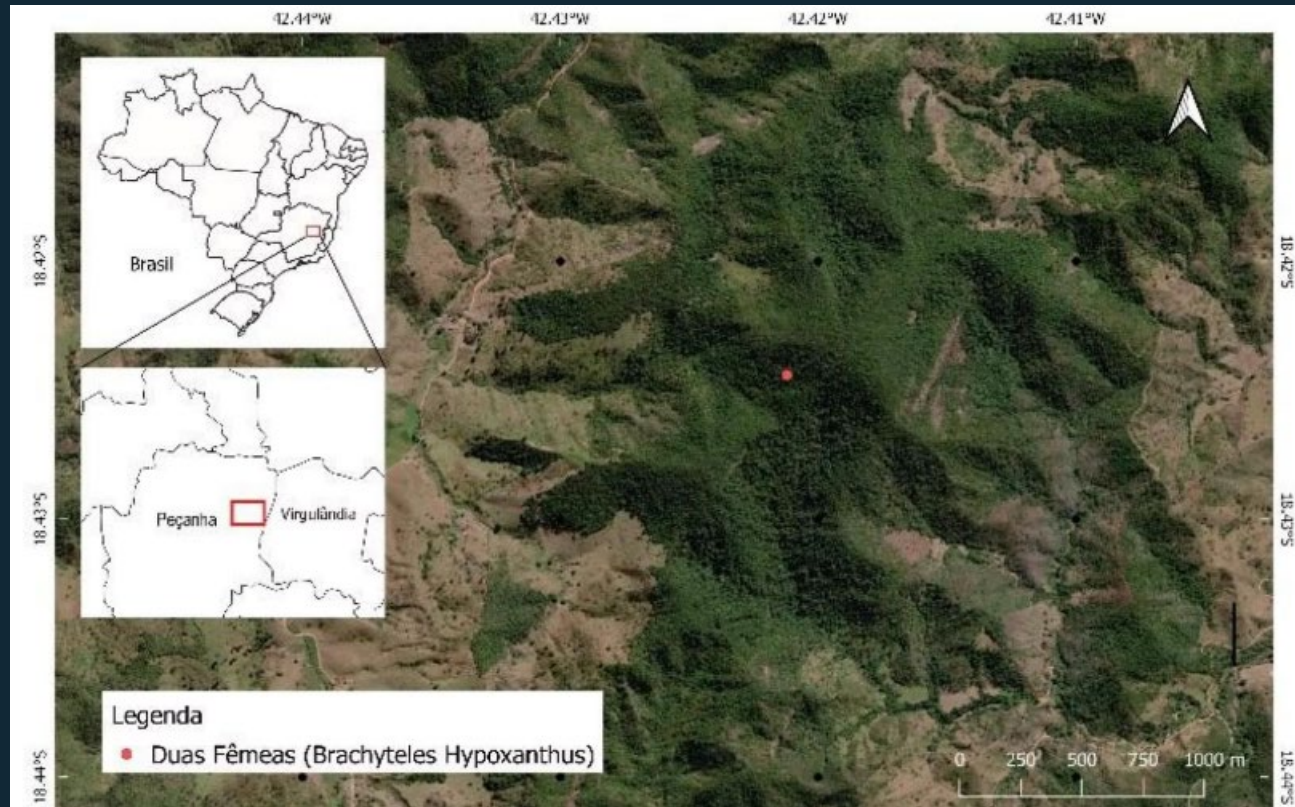 42.44°W 42.43°W 42.42°W 42.41°W
Brasil
18.42°S 18.42°S
Peçanha Virgulândia
18.43°S 18.43°S
Legenda
Duas Fêmeas (Brachyteles Hypoxanthus)
0 250 500 750 1000 m
18.44°S 18.44°S